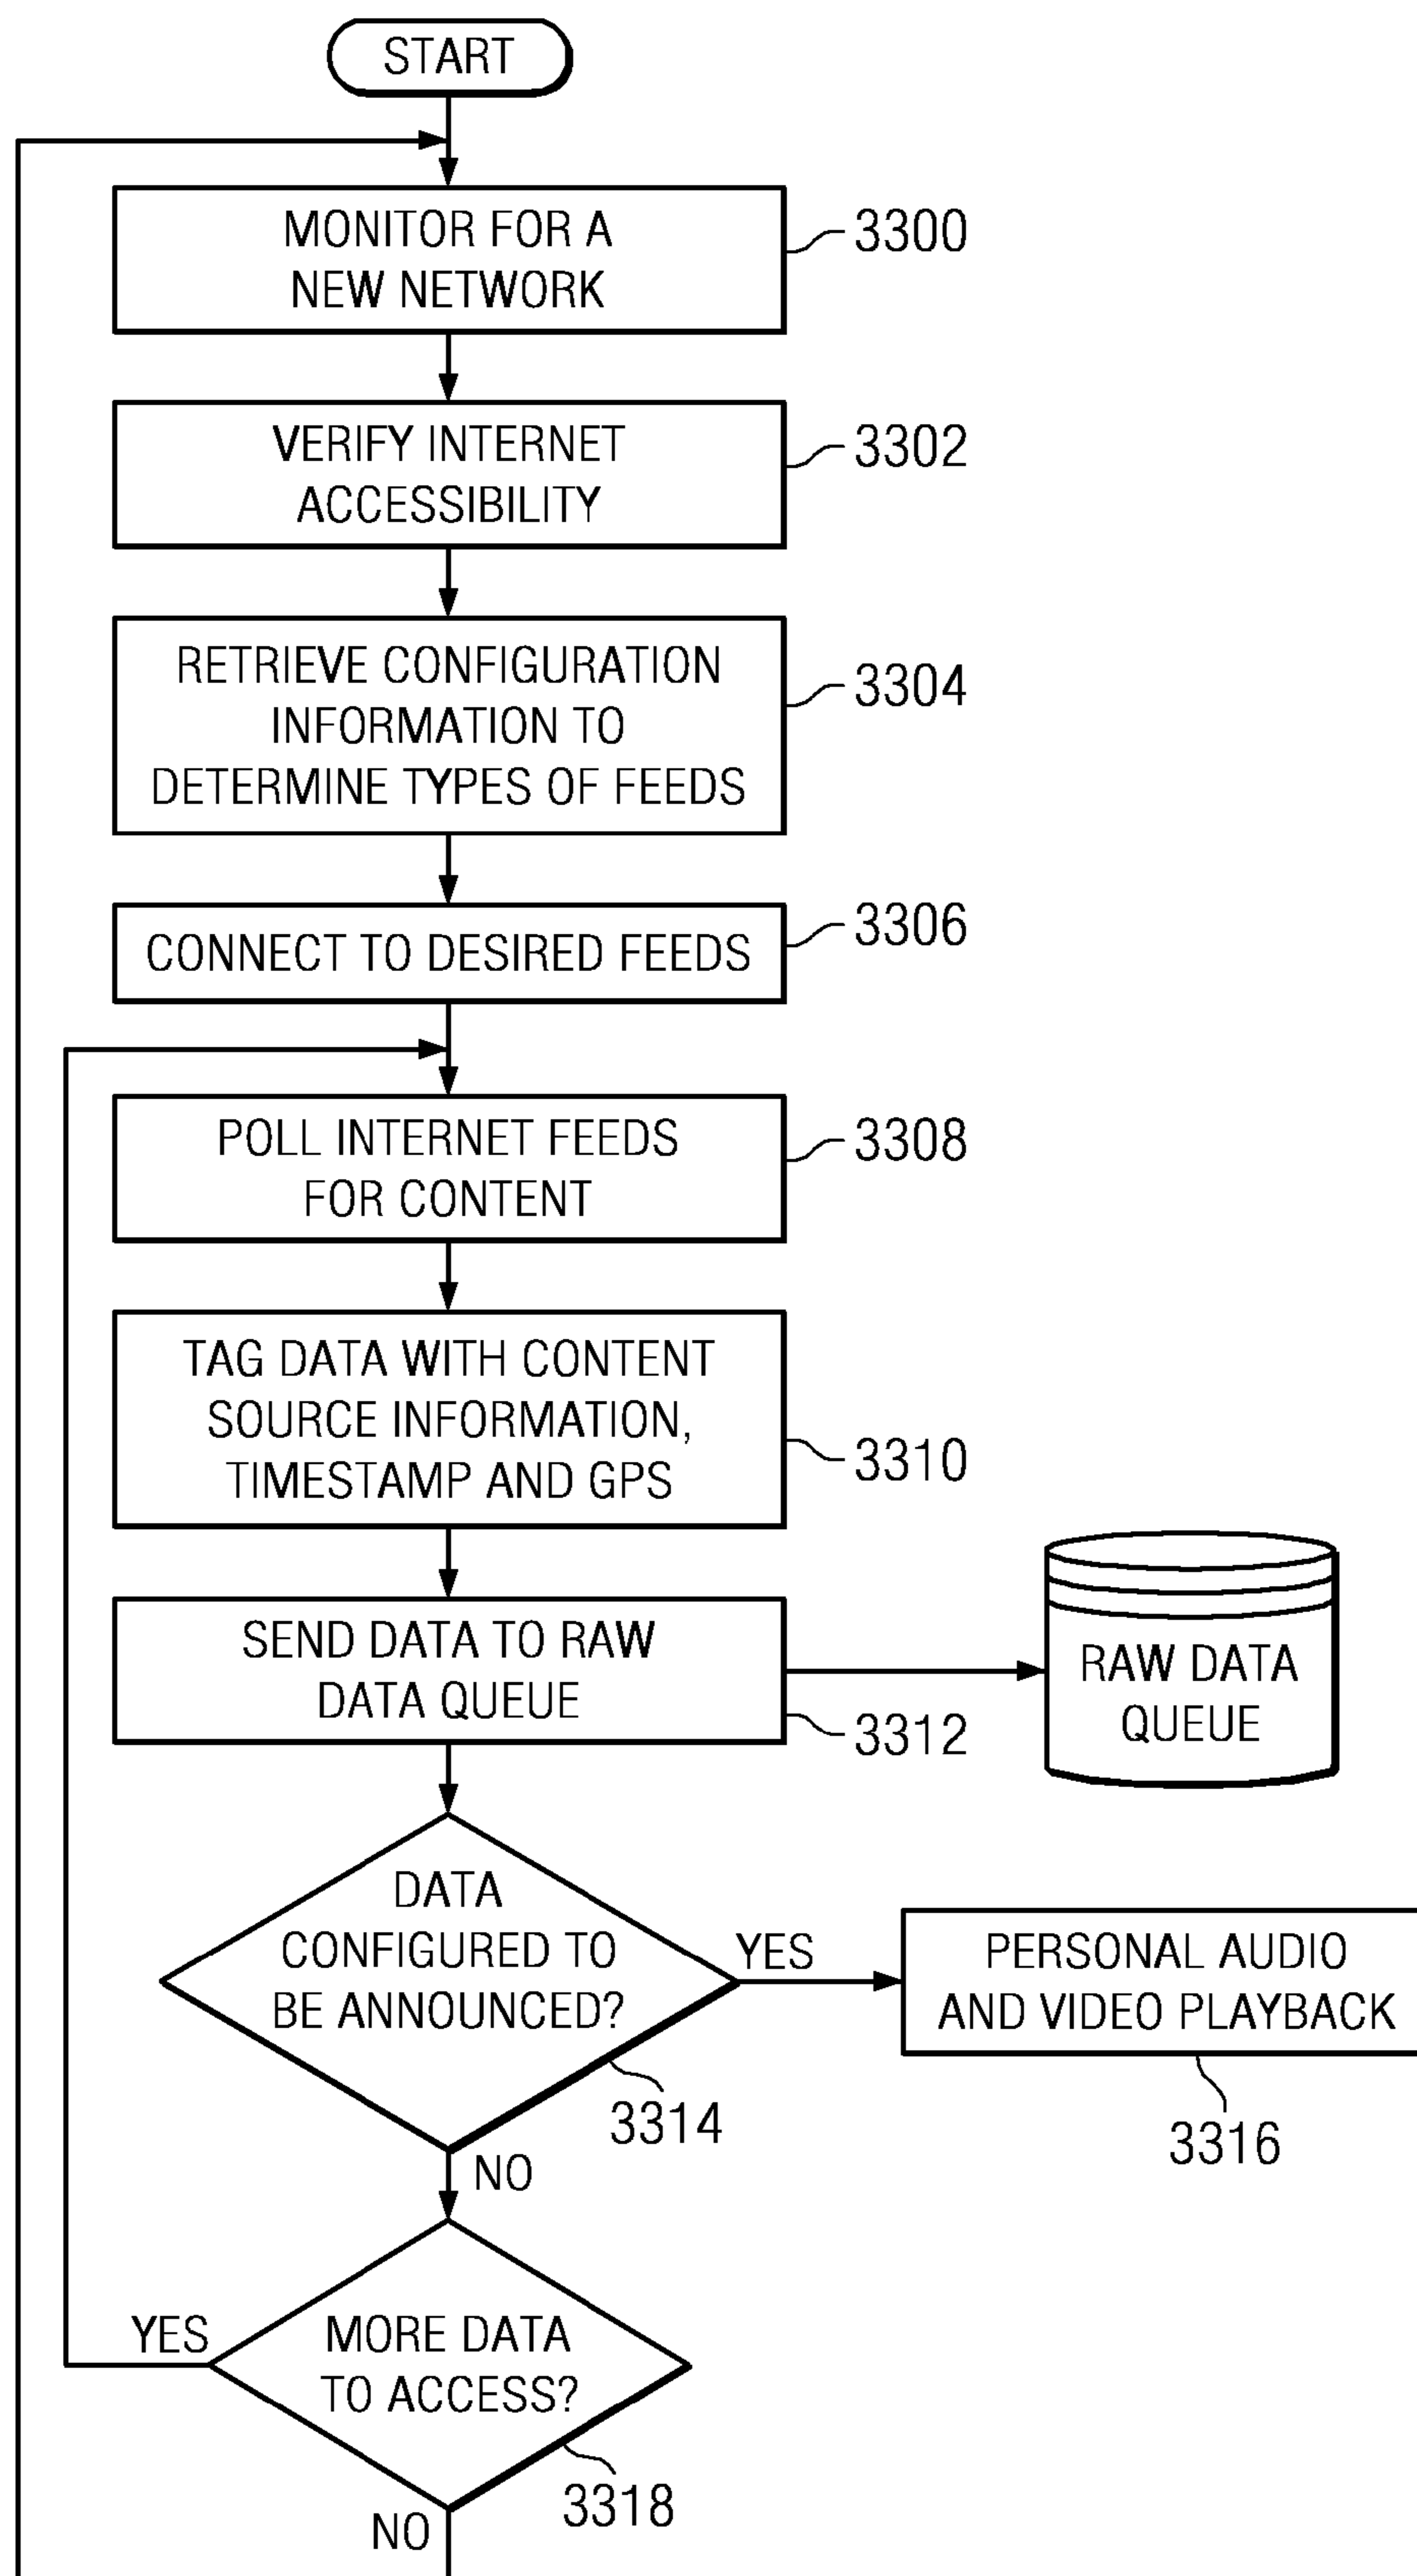 START
MONITOR FOR A
NEW NETWORK
3300
VERIFY INTERNET
ACCESSIBILITY
3302
RETRIEVE CONFIGURATION
INFORMATION TO
DETERMINE TYPES OF FEEDS
3304
CONNECT TO DESIRED FEEDS
3306
POLL INTERNET FEEDS
FOR CONTENT
3308
TAG DATA WITH CONTENT
SOURCE INFORMATION,
TIMESTAMP AND GPS
3310
SEND DATA TO RAW
DATA QUEUE
3312
RAW DATA
QUEUE
DATA
CONFIGURED TO
BE ANNOUNCED?
YES
3314
PERSONAL AUDIO
AND VIDEO PLAYBACK
3316
NO
YES
MORE DATA
TO ACCESS?
3318
NO